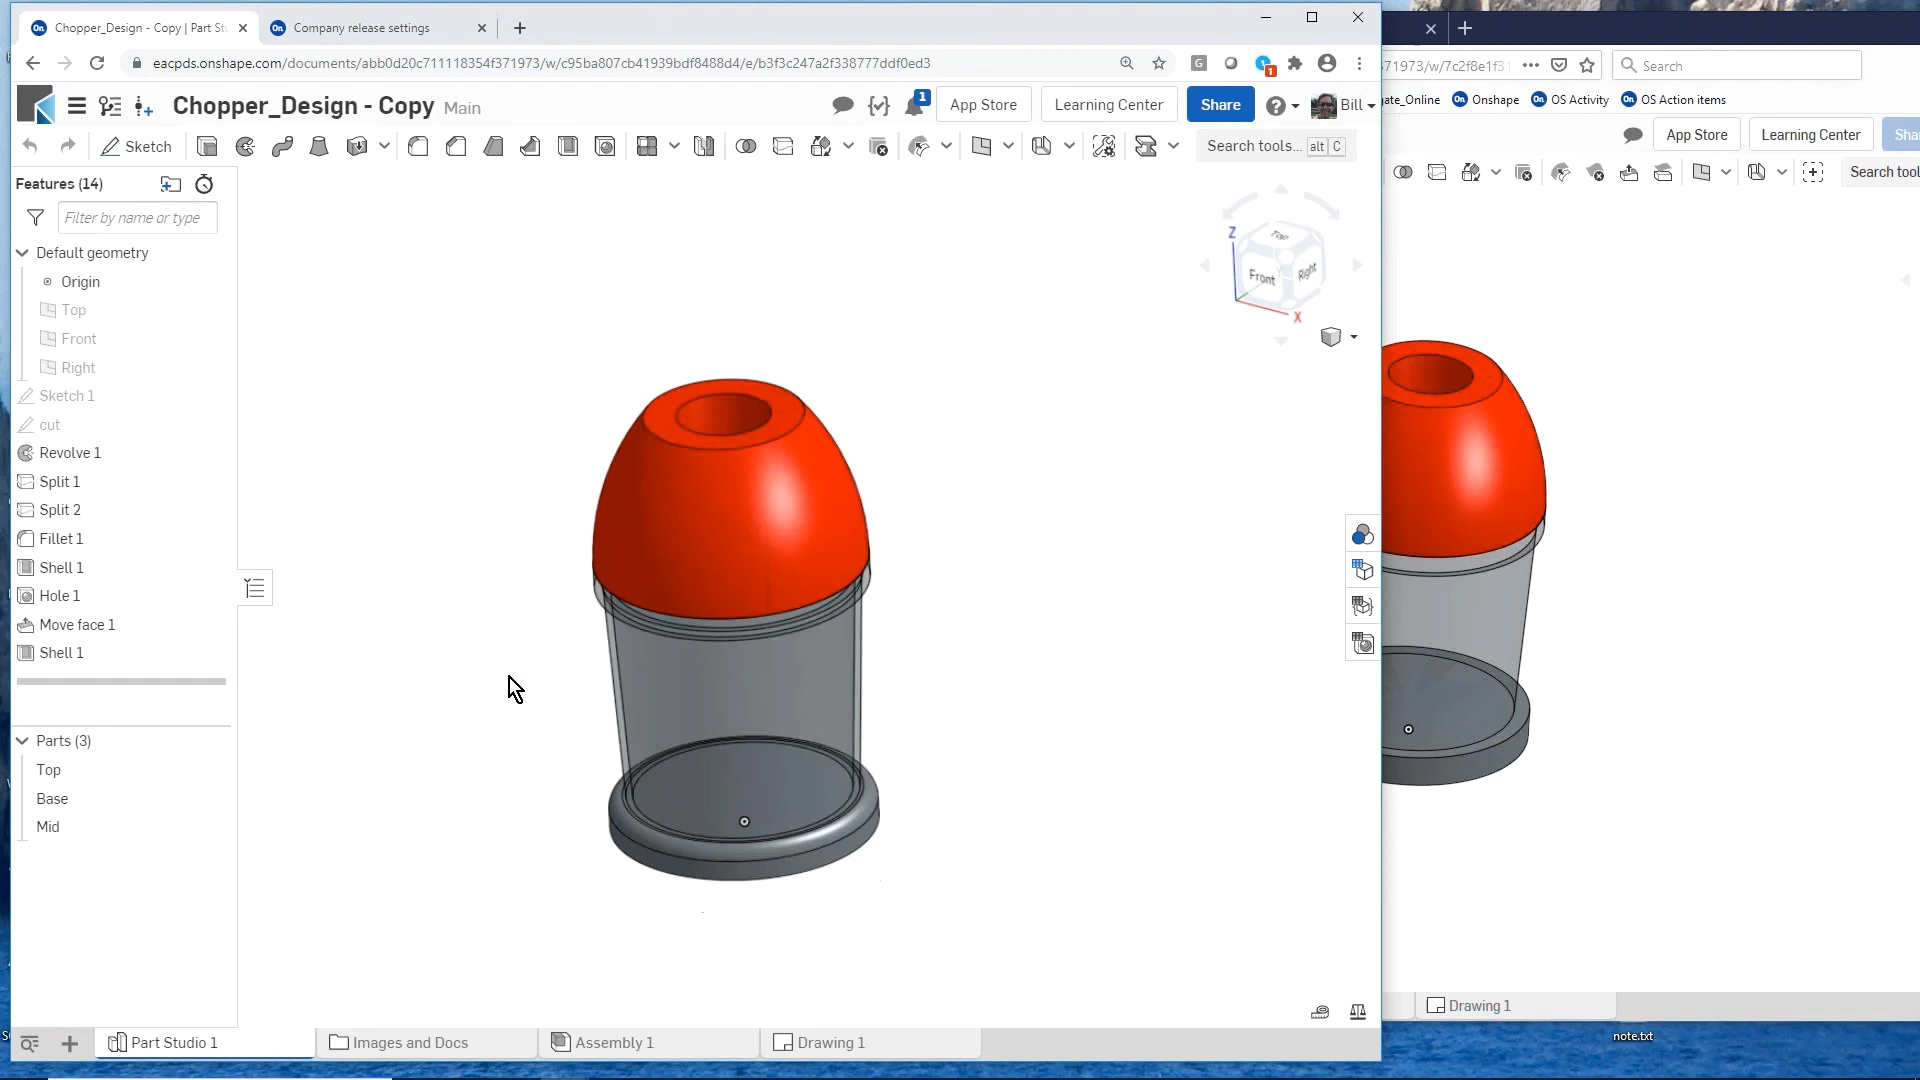 Chopper_Design - Copy | Part Stu
Company release settings
eacpds.onshape.com/documents/abb0d20c711118354f371973/w/c95ba807cb41939bdf8488d4/e/b3f3c247a2f338777ddf0ed3
1
71973/w/7c2f8e1f31
Search
ate_Online
Onshape
OS Activity
OS Action items
Chopper_Design - Copy Main
1
App Store
Learning Center
Share
Bill
App Store
Learning Center
Sha
Sketch
Search tools... alt C
Search tool
Features (14)
Filter by name or type
Default geometry
Origin
Top
Front
Right
Sketch 1
cut
Revolve 1
Split 1
Split 2
Fillet 1
Shell 1
Hole 1
Move face 1
Shell 1
Parts (3)
Top
Base
Mid
Z
Top
Front
Right
X
Part Studio 1
Images and Docs
Assembly 1
Drawing 1
Drawing 1
note.txt